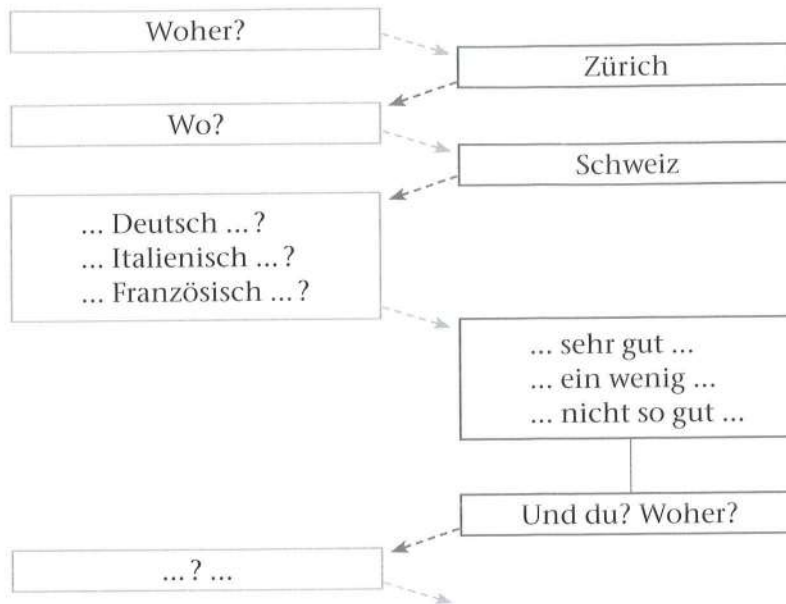 Woher?
Zürich
Wo?
Schweiz
... Deutsch ...?
... Italienisch ...?
... Französisch ...?
... sehr gut ...
... ein wenig ...
... nicht so gut ...
Und du? Woher?
...? ...